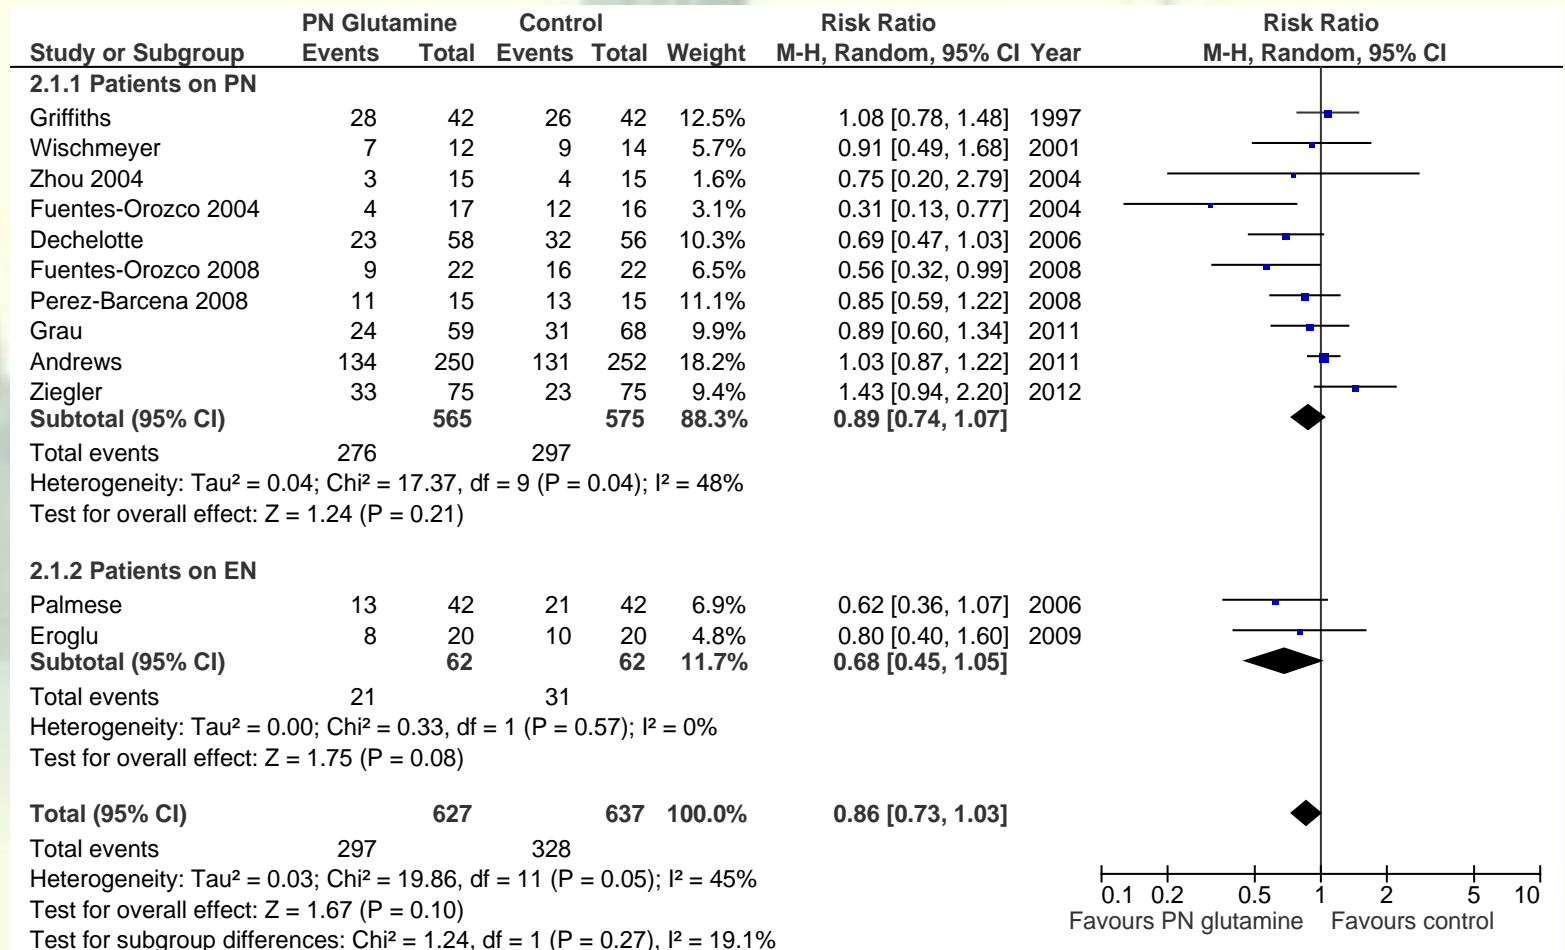 PN Glutamine Control Risk Ratio Risk Ratio
Study or Subgroup Events Total Events Total Weight M-H, Random, 95% CI Year M-H, Random, 95% CI
2.1.1 Patients on PN
Griffiths 28 42 26 42 12.5% 1.08 [0.78, 1.48] 1997
Wischmeyer 7 12 9 14 5.7% 0.91 [0.49, 1.68] 2001
Zhou 2004 3 15 4 15 1.6% 0.75 [0.20, 2.79] 2004
Fuentes-Orozco 2004 4 17 12 16 3.1% 0.31 [0.13, 0.77] 2004
Dechelotte 23 58 32 56 10.3% 0.69 [0.47, 1.03] 2006
Fuentes-Orozco 2008 9 22 16 22 6.5% 0.56 [0.32, 0.99] 2008
Perez-Barcena 2008 11 15 13 15 11.1% 0.85 [0.59, 1.22] 2008
Grau 24 59 31 68 9.9% 0.89 [0.60, 1.34] 2011
Andrews 134 250 131 252 18.2% 1.03 [0.87, 1.22] 2011
Ziegler 33 75 23 75 9.4% 1.43 [0.94, 2.20] 2012
Subtotal (95% CI) 565 575 88.3% 0.89 [0.74, 1.07]
Total events 276 297
Heterogeneity: Tau² = 0.04; Chi² = 17.37, df = 9 (P = 0.04); I² = 48%
Test for overall effect: Z = 1.24 (P = 0.21)
2.1.2 Patients on EN
Palmese 13 42 21 42 6.9% 0.62 [0.36, 1.07] 2006
Eroglu 8 20 10 20 4.8% 0.80 [0.40, 1.60] 2009
Subtotal (95% CI) 62 62 11.7% 0.68 [0.45, 1.05]
Total events 21 31
Heterogeneity: Tau² = 0.00; Chi² = 0.33, df = 1 (P = 0.57); I² = 0%
Test for overall effect: Z = 1.75 (P = 0.08)
Total (95% CI) 627 637 100.0% 0.86 [0.73, 1.03]
Total events 297 328
Heterogeneity: Tau² = 0.03; Chi² = 19.86, df = 11 (P = 0.05); I² = 45%
Test for overall effect: Z = 1.67 (P = 0.10)
Test for subgroup differences: Chi² = 1.24, df = 1 (P = 0.27), I² = 19.1%
0.1 0.2 0.5 1 2 5 10
Favours PN glutamine Favours control